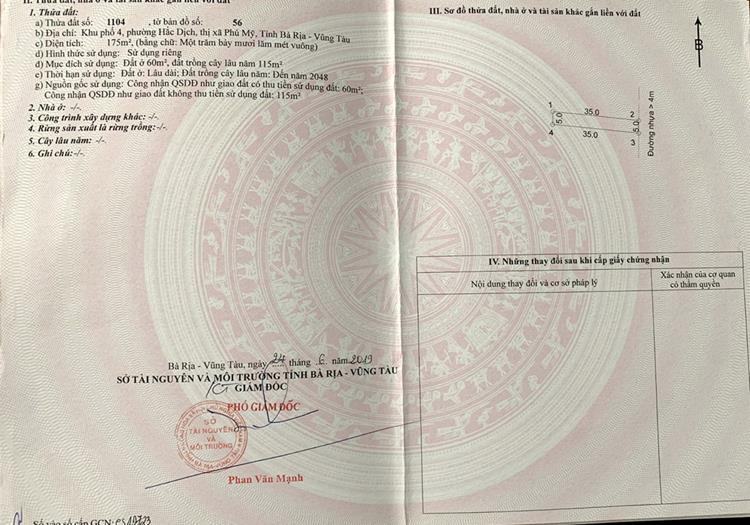 1. Thửa đất:
a) Thửa đất số: 1104 , tờ bản đồ số: 56
b) Địa chỉ: Khu phố 4, phường Hắc Dịch, thị xã Phú Mỹ, Tỉnh Bà Rịa - Vũng Tàu
c) Diện tích: 175m², (bằng chữ: Một trăm bảy mươi lăm mét vuông)
d) Hình thức sử dụng: Sử dụng riêng
đ) Mục đích sử dụng: Đất ở 60m², đất trồng cây lâu năm 115m²
e) Thời hạn sử dụng: Đất ở: Lâu dài; Đất trồng cây lâu năm: Đến năm 2048
g) Nguồn gốc sử dụng: Công nhận QSDĐ như giao đất có thu tiền sử dụng đất: 60m²;
Công nhận QSDĐ như giao đất không thu tiền sử dụng đất: 115m²
2. Nhà ở: -/-
3. Công trình xây dựng khác: -/-
4. Rừng sản xuất là rừng trồng:-/-
5. Cây lâu năm: -/-
6. Ghi chú:-/-
Bà Rịa - Vũng Tàu, ngày 24 tháng 6 năm 2019
SỞ TÀI NGUYÊN VÀ MÔI TRƯỜNG TỈNH BÀ RỊA - VŨNG TÀU
KT GIÁM ĐỐC
PHÓ GIÁM ĐỐC
SỞ
TÀI NGUYÊN
VÀ
MÔI TRƯỜNG
Phan Văn Mạnh
Số vào sổ cấp GCN:
III. Sơ đồ thửa đất, nhà ở và tài sản khác gắn liền với đất
B
1
35.0
2
5.0
5.0
4
35.0
3
Đường nhựa > 4m
IV. Những thay đổi sau khi cấp giấy chứng nhận
Nội dung thay đổi và cơ sở pháp lý
Xác nhận của cơ quan
có thẩm quyền